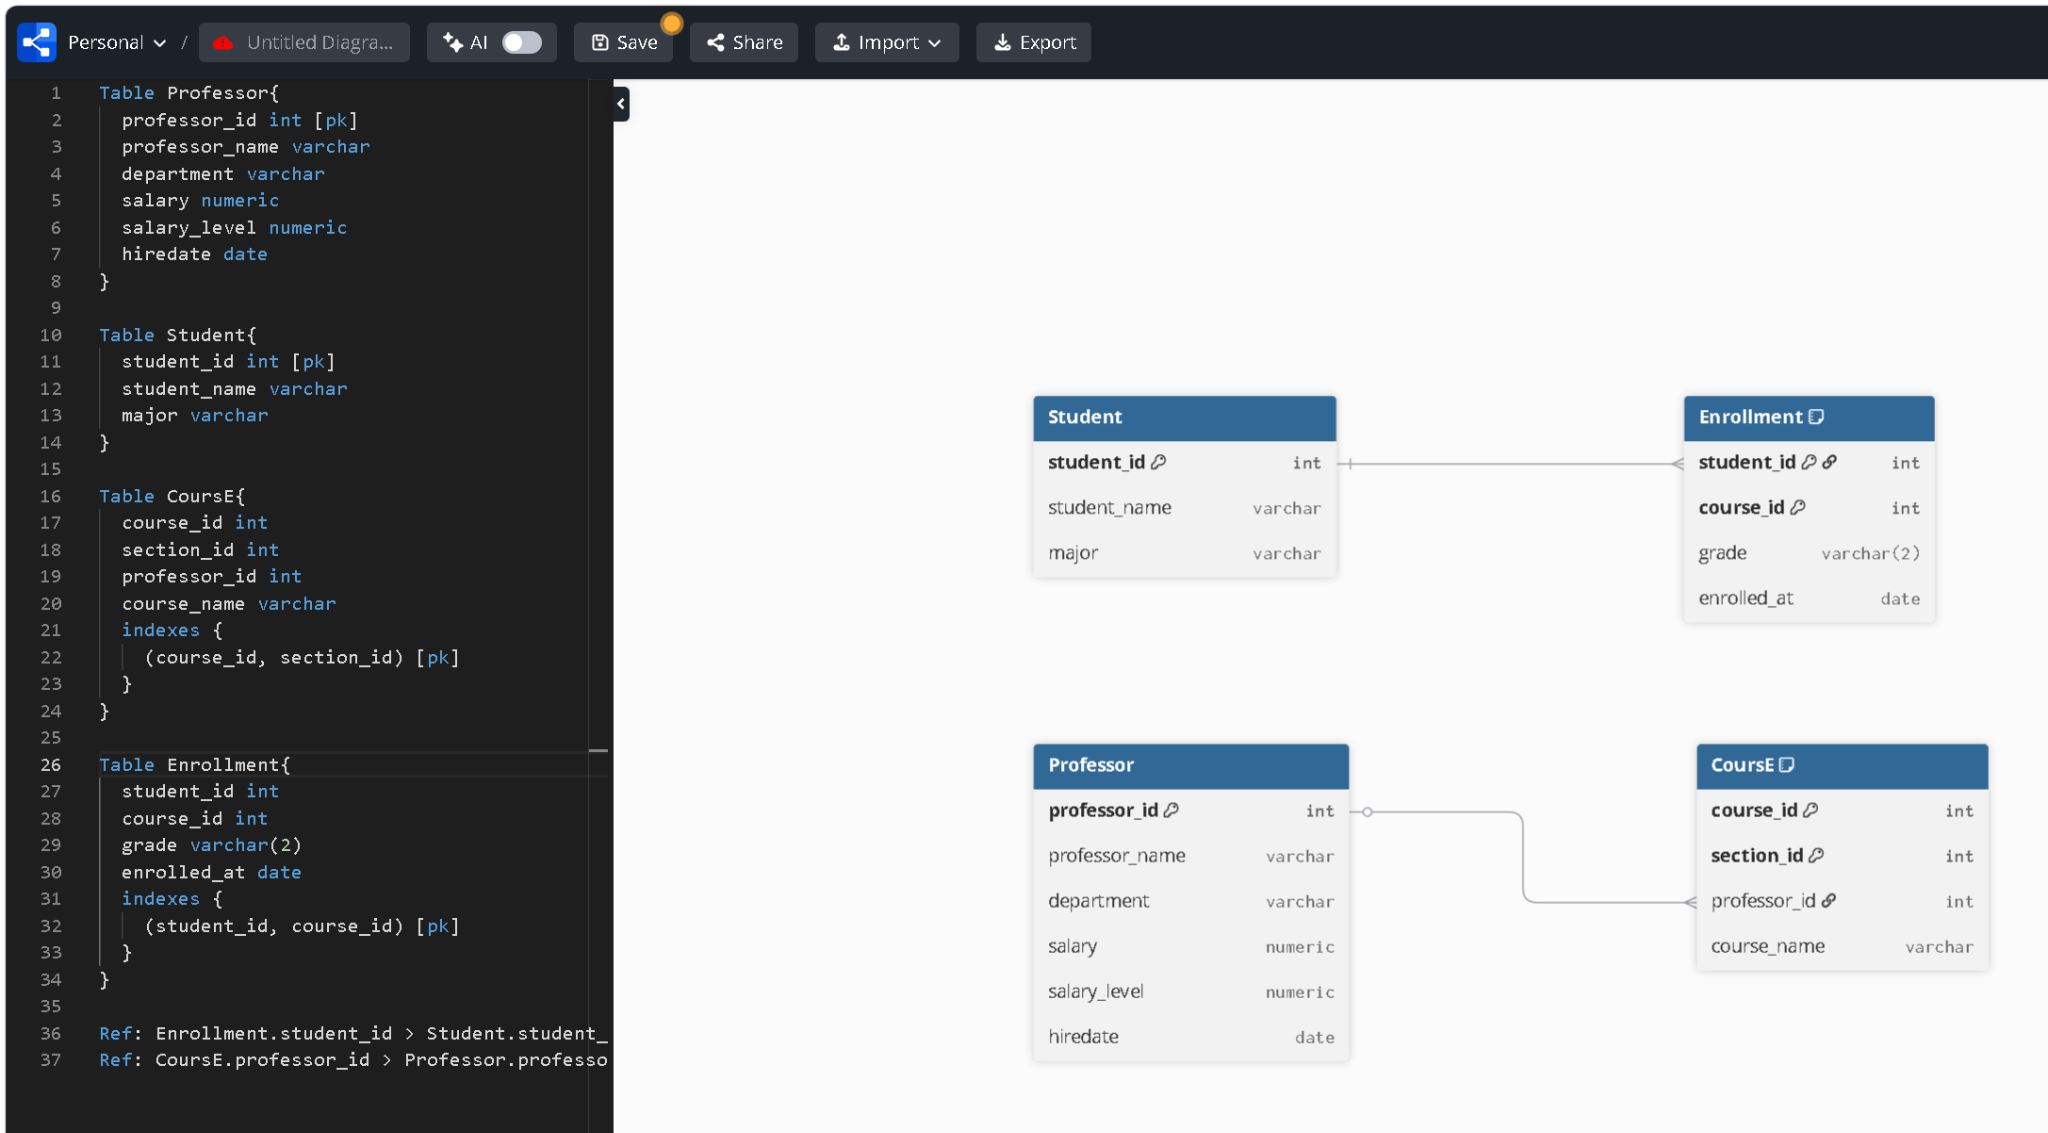 Personal / Untitled Diagra... AI Save Share Import Export
1 Table Professor{
2 professor_id int [pk]
3 professor_name varchar
4 department varchar
5 salary numeric
6 salary_level numeric
7 hiredate date
8 }
9
10 Table Student{
11 student_id int [pk]
12 student_name varchar
13 major varchar
14 }
15
16 Table CoursE{
17 course_id int
18 section_id int
19 professor_id int
20 course_name varchar
21 indexes {
22 (course_id, section_id) [pk]
23 }
24 }
25
26 Table Enrollment{
27 student_id int
28 course_id int
29 grade varchar(2)
30 enrolled_at date
31 indexes {
32 (student_id, course_id) [pk]
33 }
34 }
35
36 Ref: Enrollment.student_id > Student.student_
37 Ref: CoursE.professor_id > Professor.professo
Student
student_id int
student_name varchar
major varchar
Enrollment
student_id int
course_id int
grade varchar(2)
enrolled_at date
Professor
professor_id int
professor_name varchar
department varchar
salary numeric
salary_level numeric
hiredate date
CoursE
course_id int
section_id int
professor_id int
course_name varchar